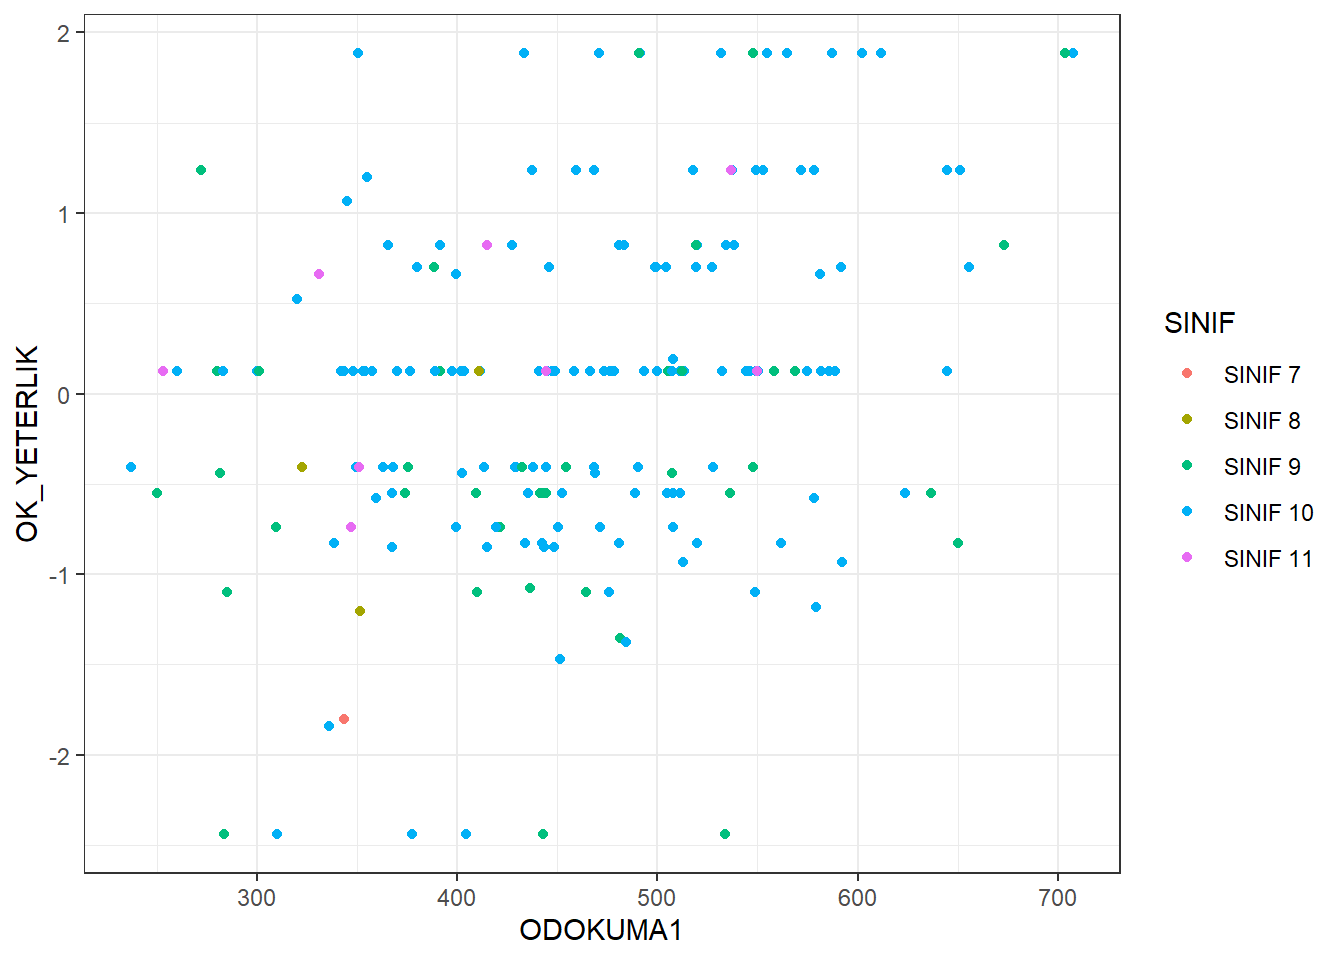 2
1
0
-1
-2
OK_YETERLIK
300 400 500 600 700
ODOKUMA1
SINIF
SINIF 7
SINIF 8
SINIF 9
SINIF 10
SINIF 11